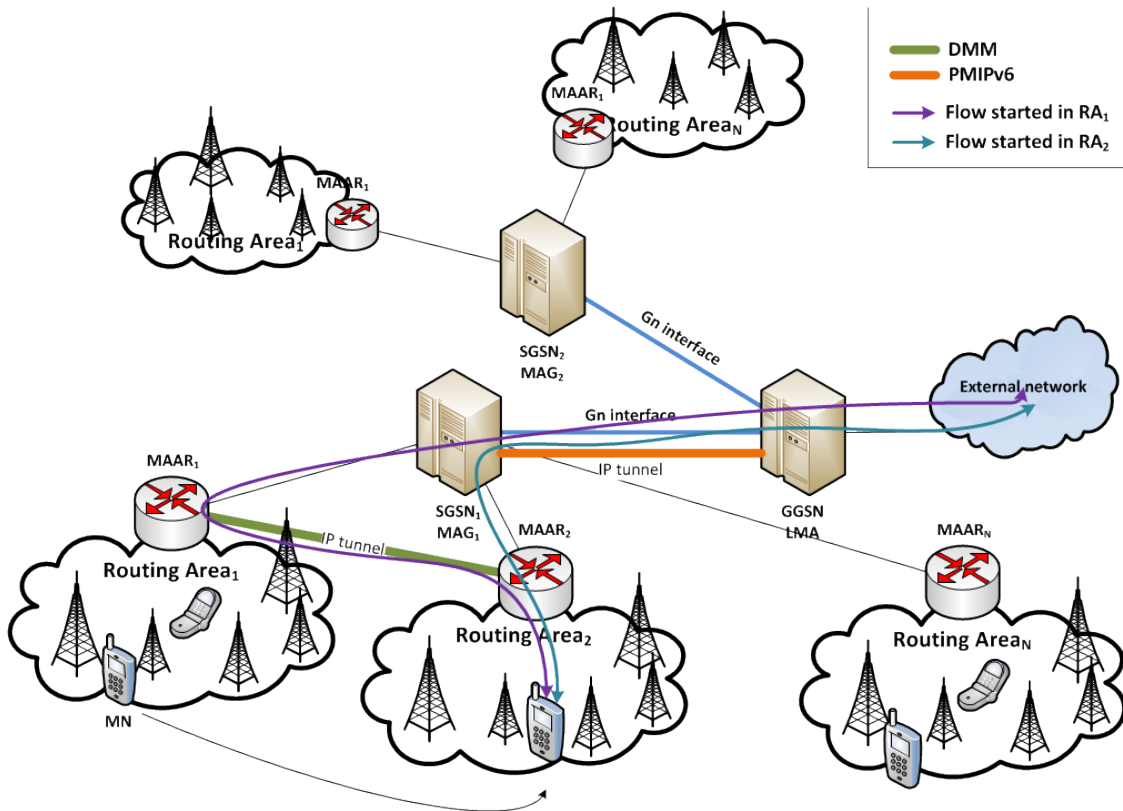 DMM
PMIPv6
Flow started in RA₁
Flow started in RA₂
MAAR₁
Routing Areaₙ
MAAR₁
Routing Area₁
SGSN₂
MAG₂
Gn interface
External network
Gn interface
IP tunnel
SGSN₁
MAG₁
GGSN
LMA
MAAR₁
IP tunnel
MAAR₂
MAARₙ
Routing Area₁
Routing Area₂
Routing Areaₙ
MN